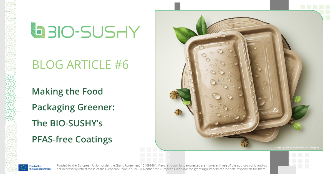 BIO-SUSHY
BLOG ARTICLE #6
Making the Food
Packaging Greener:
The BIO-SUSHY's
PFAS-free Coatings